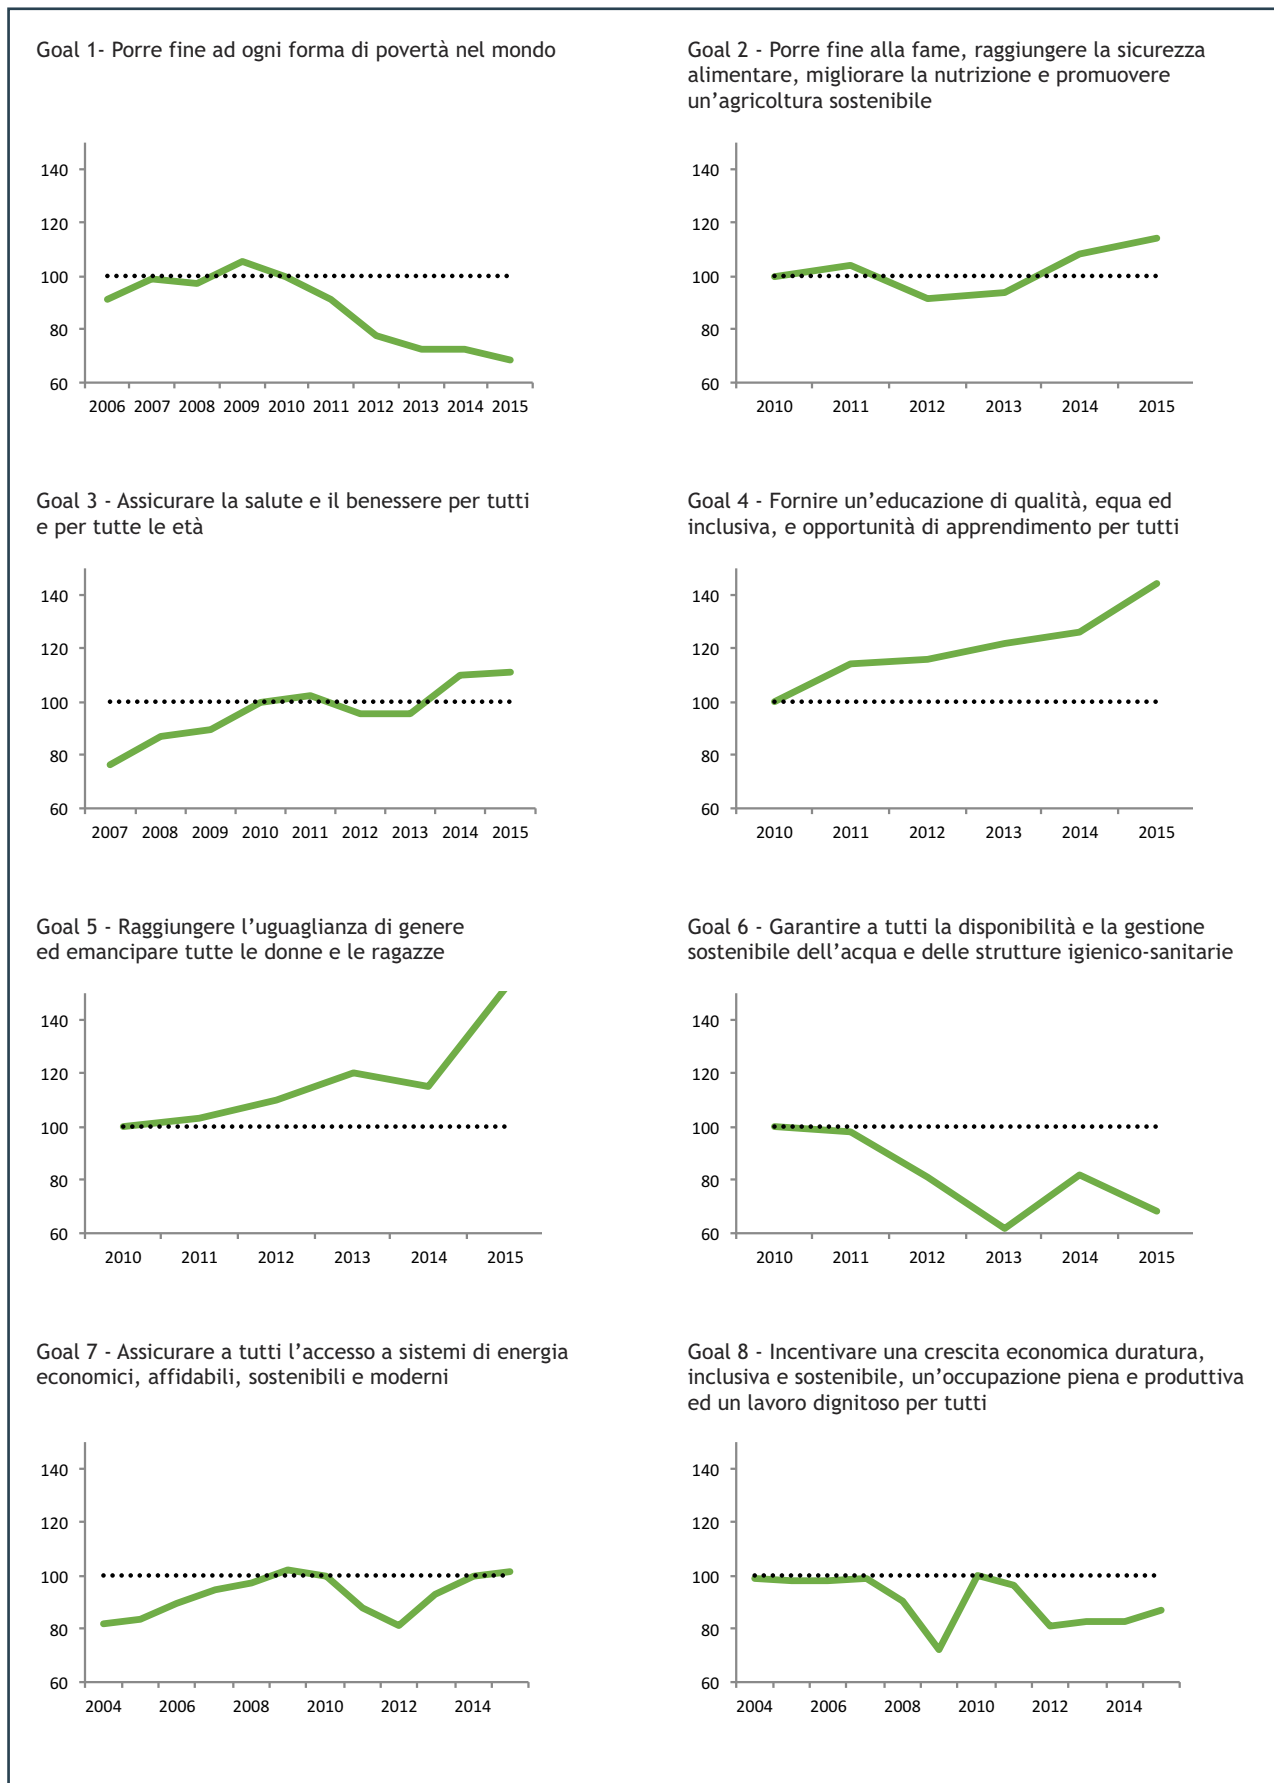 Goal 1- Porre fine ad ogni forma di povertà nel mondo
140
120
100
80
60
2006 2007 2008 2009 2010 2011 2012 2013 2014 2015
Goal 2 - Porre fine alla fame, raggiungere la sicurezza
alimentare, migliorare la nutrizione e promuovere
un’agricoltura sostenibile
140
120
100
80
60
2010 2011 2012 2013 2014 2015
Goal 3 - Assicurare la salute e il benessere per tutti
e per tutte le età
140
120
100
80
60
2007 2008 2009 2010 2011 2012 2013 2014 2015
Goal 4 - Fornire un’educazione di qualità, equa ed
inclusiva, e opportunità di apprendimento per tutti
140
120
100
80
60
2010 2011 2012 2013 2014 2015
Goal 5 - Raggiungere l’uguaglianza di genere
ed emancipare tutte le donne e le ragazze
140
120
100
80
60
2010 2011 2012 2013 2014 2015
Goal 6 - Garantire a tutti la disponibilità e la gestione
sostenibile dell’acqua e delle strutture igienico-sanitarie
140
120
100
80
60
2010 2011 2012 2013 2014 2015
Goal 7 - Assicurare a tutti l’accesso a sistemi di energia
economici, affidabili, sostenibili e moderni
140
120
100
80
60
2004 2006 2008 2010 2012 2014
Goal 8 - Incentivare una crescita economica duratura,
inclusiva e sostenibile, un’occupazione piena e produttiva
ed un lavoro dignitoso per tutti
140
120
100
80
60
2004 2006 2008 2010 2012 2014